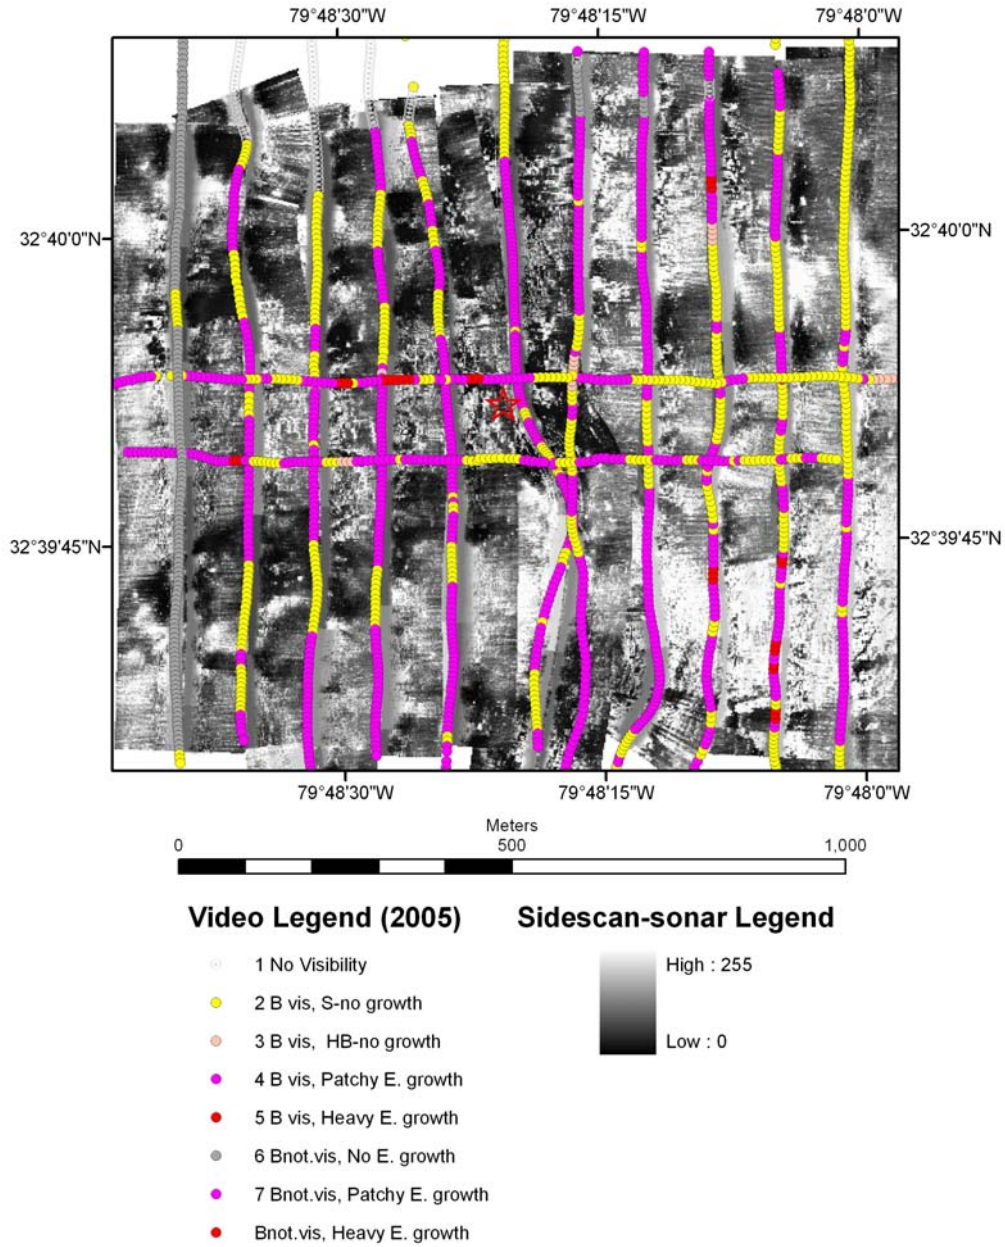 79°48'30"W 79°48'15"W 79°48'0"W
32°40'0"N 32°40'0"N
32°39'45"N 32°39'45"N
79°48'30"W 79°48'15"W 79°48'0"W
Meters
0 500 1,000
Video Legend (2005) Sidescan-sonar Legend
1 No Visibility High : 255
2 B vis, S-no growth
3 B vis, HB-no growth Low : 0
4 B vis, Patchy E. growth
5 B vis, Heavy E. growth
6 Bnot.vis, No E. growth
7 Bnot.vis, Patchy E. growth
Bnot.vis, Heavy E. growth